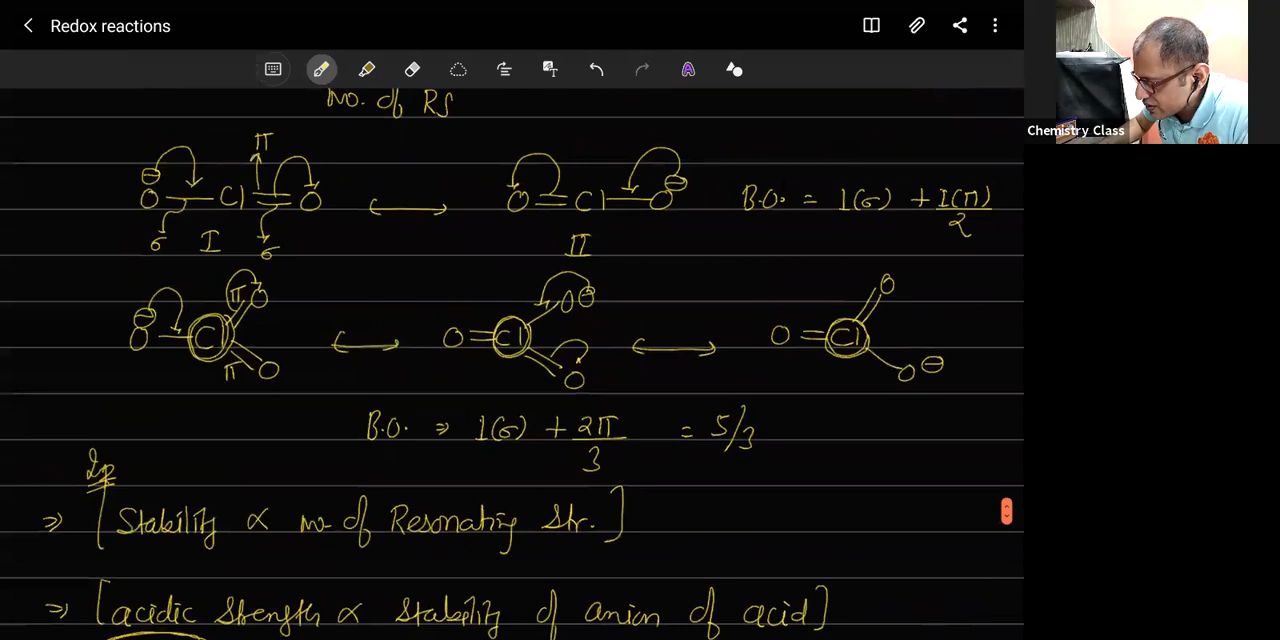 Redox reactions
Chemistry Class
No. of RS
π
⊖ ⊖
O — Cl = O ⟷ O = Cl — O B.O. = 1(σ) + 1(π)/2
σ I σ II
⊖ π O O⊖ O
O — Cl ⟷ O = Cl ⟷ O = Cl
π O O O⊖
B.O. ⇒ 1(σ) + 2π/3 = 5/3
⇒ [Stability ∝ no. of Resonating Str.]
⇒ [acidic Strength ∝ stability of anion of acid]